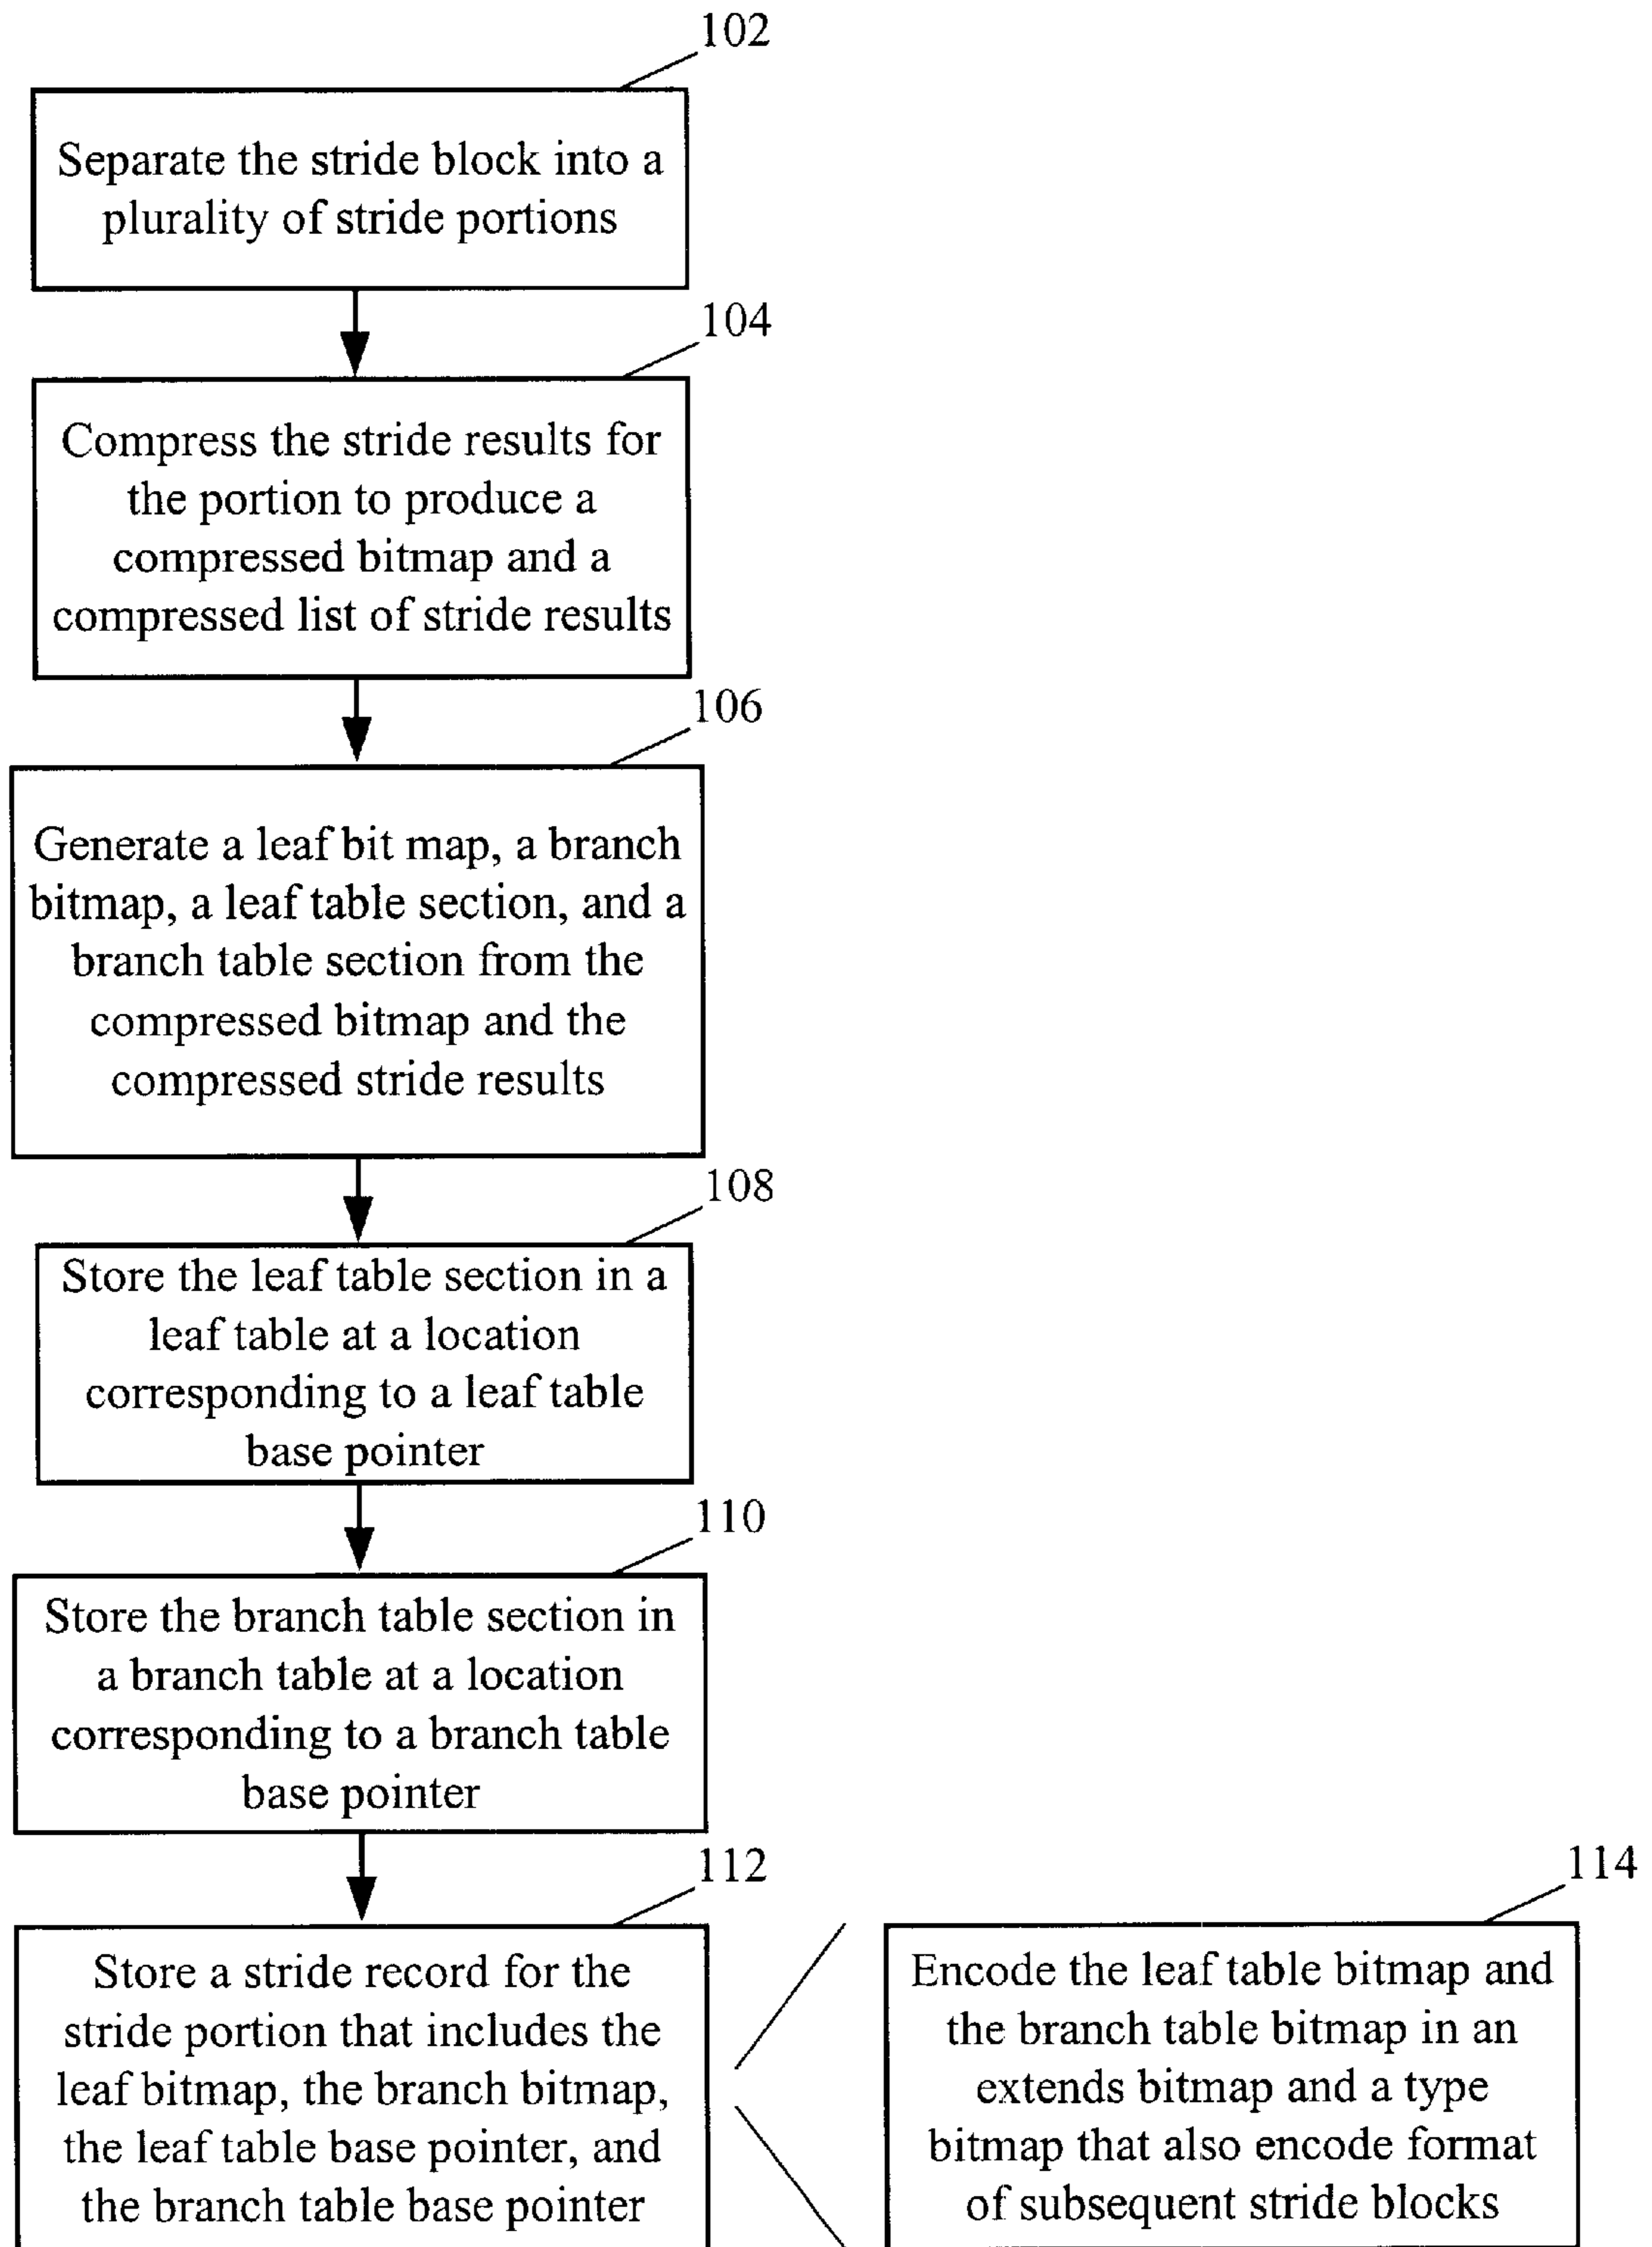 102
Separate the stride block into a
plurality of stride portions
104
Compress the stride results for
the portion to produce a
compressed bitmap and a
compressed list of stride results
106
Generate a leaf bit map, a branch
bitmap, a leaf table section, and a
branch table section from the
compressed bitmap and the
compressed stride results
108
Store the leaf table section in a
leaf table at a location
corresponding to a leaf table
base pointer
110
Store the branch table section in
a branch table at a location
corresponding to a branch table
base pointer
112
Store a stride record for the
stride portion that includes the
leaf bitmap, the branch bitmap,
the leaf table base pointer, and
the branch table base pointer
114
Encode the leaf table bitmap and
the branch table bitmap in an
extends bitmap and a type
bitmap that also encode format
of subsequent stride blocks